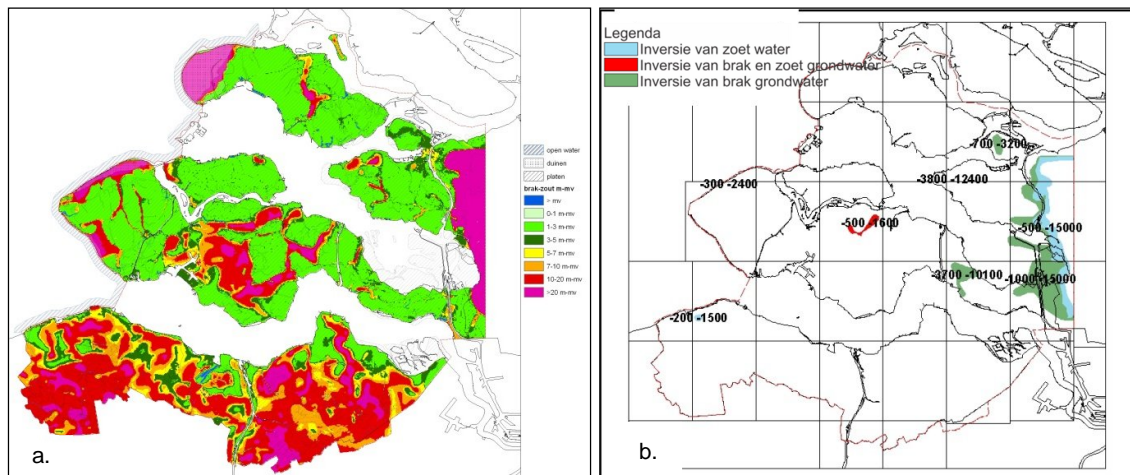 open water
duinen
platen
brak-zout m-mv
> mv
0-1 m-mv
1-3 m-mv
3-5 m-mv
5-7 m-mv
7-10 m-mv
10-20 m-mv
>20 m-mv
a.
Legenda
Inversie van zoet water
Inversie van brak en zoet grondwater
Inversie van brak grondwater
-700 -3200
-300 -2400
-3800 -12400
-500 -1600
-500 -15000
-3700 -10100
-1000 -15000
-200 -1500
b.